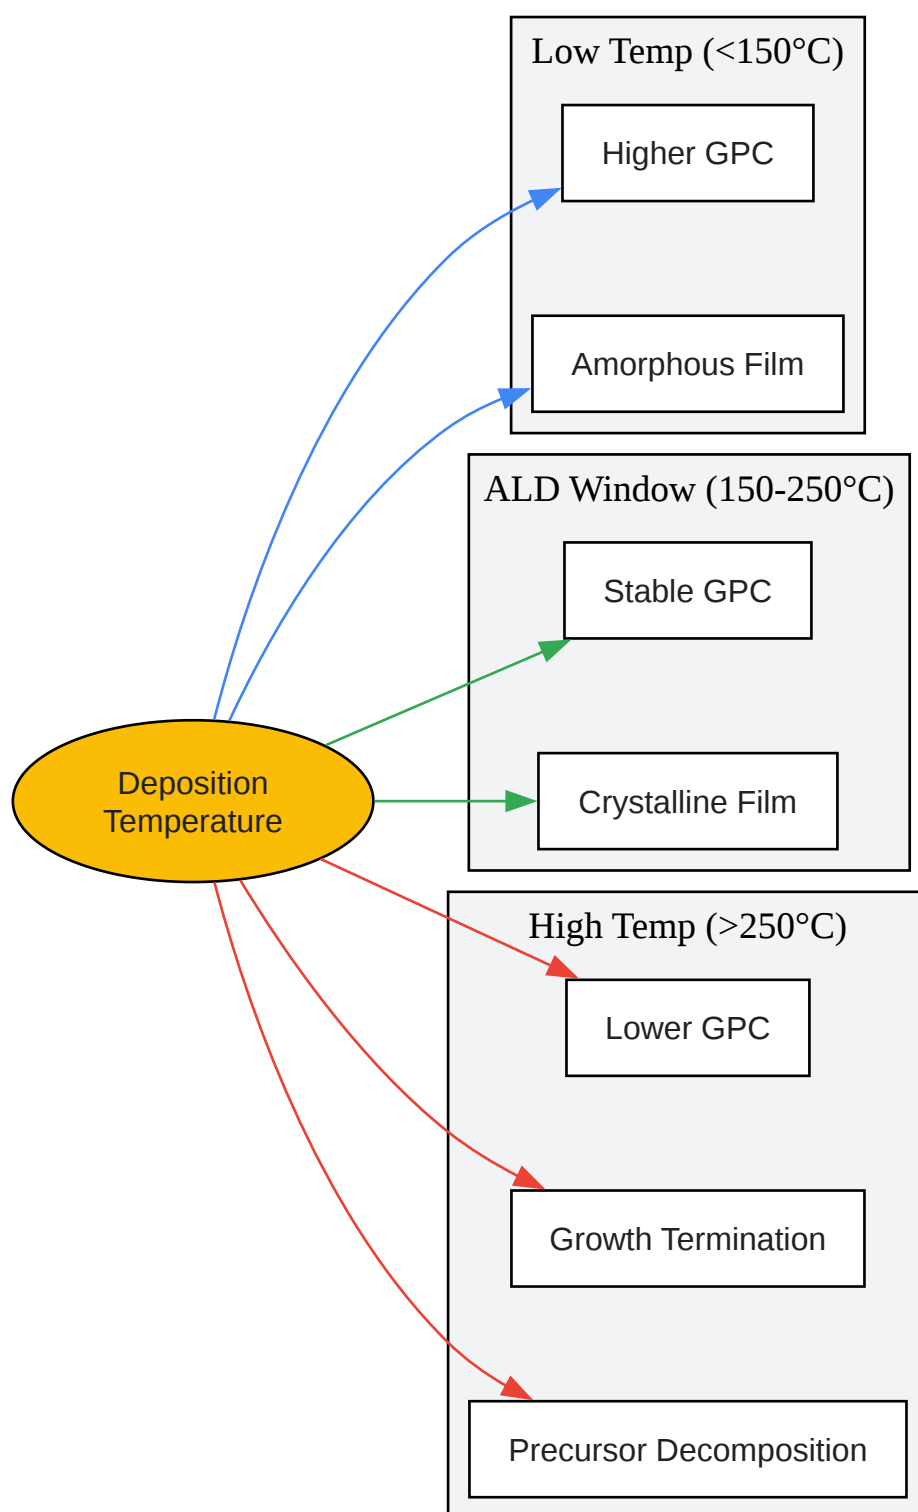 Low Temp (<150°C)
Higher GPC
Amorphous Film
ALD Window (150-250°C)
Stable GPC
Crystalline Film
Deposition
Temperature
High Temp (>250°C)
Lower GPC
Growth Termination
Precursor Decomposition